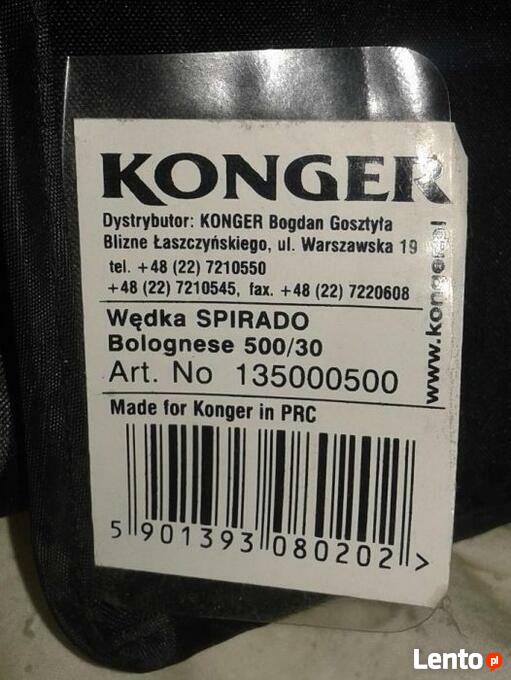 KONGER
Dystrybutor: KONGER Bogdan Gosztyła
Blizne Łaszczyńskiego, ul. Warszawska 19
tel. +48 (22) 7210550
+48 (22) 7210545, fax. +48 (22) 7220608
www.konger.pl
Wędka SPIRADO
Bolognese 500/30
Art. No 135000500
Made for Konger in PRC
5 901393 080202 >
Lento.pl